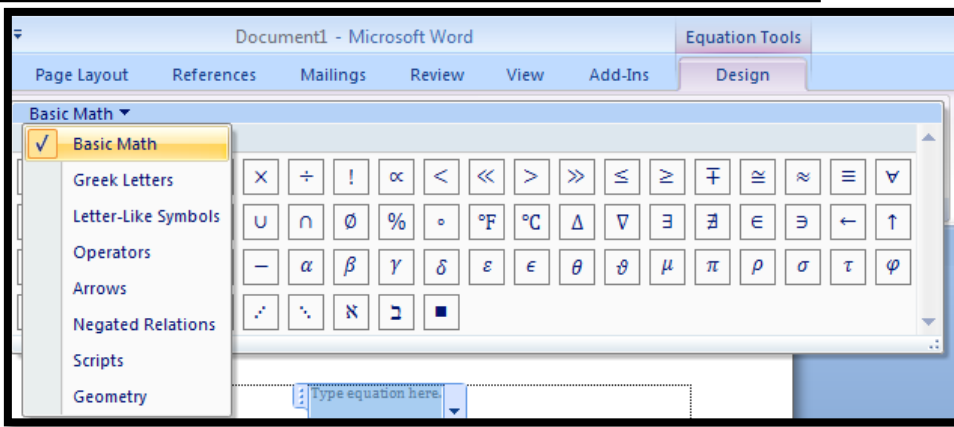 Document1 - Microsoft Word Equation Tools
Page Layout References Mailings Review View Add-Ins Design
Basic Math
Basic Math
Greek Letters
Letter-Like Symbols
Operators
Arrows
Negated Relations
Scripts
Geometry
× ÷ ! ∝ < ≪ > ≫ ≤ ≥ ∓ ≅ ≈ ≡ ∀
∪ ∩ ∅ % ° °F °C ∆ ∇ ∃ ∄ ∈ ∋ ← ↑
− α β γ δ ε ϵ θ ϑ μ π ρ σ τ φ
⋰ ⋱ ℵ ℶ ∎
Type equation here.